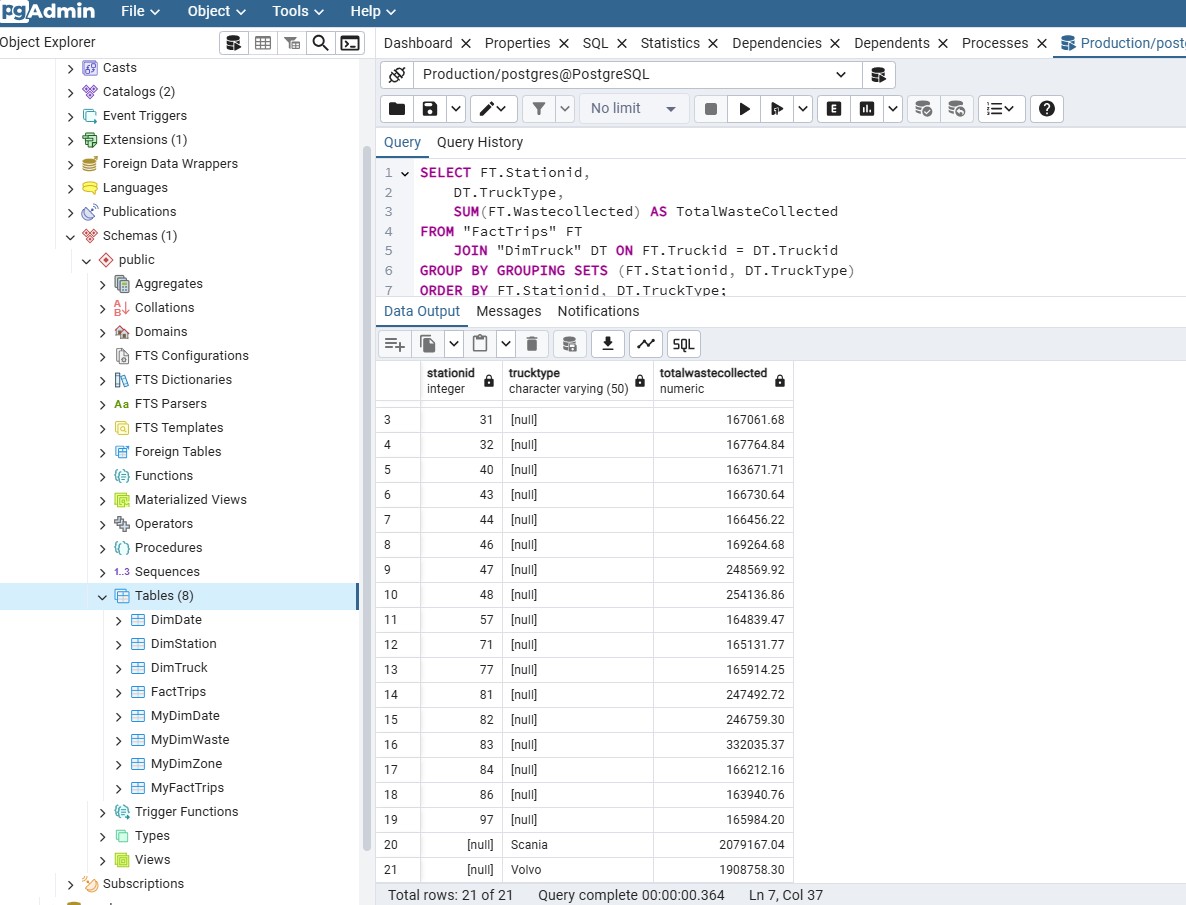 pgAdmin File Object Tools Help
Object Explorer
Dashboard Properties SQL Statistics Dependencies Dependents Processes Production/post
Casts
Catalogs (2)
Event Triggers
Extensions (1)
Foreign Data Wrappers
Languages
Publications
Schemas (1)
public
Aggregates
Collations
Domains
FTS Configurations
FTS Dictionaries
Aa FTS Parsers
FTS Templates
Foreign Tables
Functions
Materialized Views
Operators
Procedures
1..3 Sequences
Tables (8)
DimDate
DimStation
DimTruck
FactTrips
MyDimDate
MyDimWaste
MyDimZone
MyFactTrips
Trigger Functions
Types
Views
Subscriptions
Production/postgres@PostgreSQL
No limit E
Query Query History
1 SELECT FT.Stationid,
2 DT.TruckType,
3 SUM(FT.Wastecollected) AS TotalWasteCollected
4 FROM "FactTrips" FT
5 JOIN "DimTruck" DT ON FT.Truckid = DT.Truckid
6 GROUP BY GROUPING SETS (FT.Stationid, DT.TruckType)
7 ORDER BY FT.Stationid, DT.TruckType;
Data Output Messages Notifications
SQL
stationid trucktype totalwastecollected
integer character varying (50) numeric
3 31 [null] 167061.68
4 32 [null] 167764.84
5 40 [null] 163671.71
6 43 [null] 166730.64
7 44 [null] 166456.22
8 46 [null] 169264.68
9 47 [null] 248569.92
10 48 [null] 254136.86
11 57 [null] 164839.47
12 71 [null] 165131.77
13 77 [null] 165914.25
14 81 [null] 247492.72
15 82 [null] 246759.30
16 83 [null] 332035.37
17 84 [null] 166212.16
18 86 [null] 163940.76
19 97 [null] 165984.20
20 [null] Scania 2079167.04
21 [null] Volvo 1908758.30
Total rows: 21 of 21 Query complete 00:00:00.364 Ln 7, Col 37